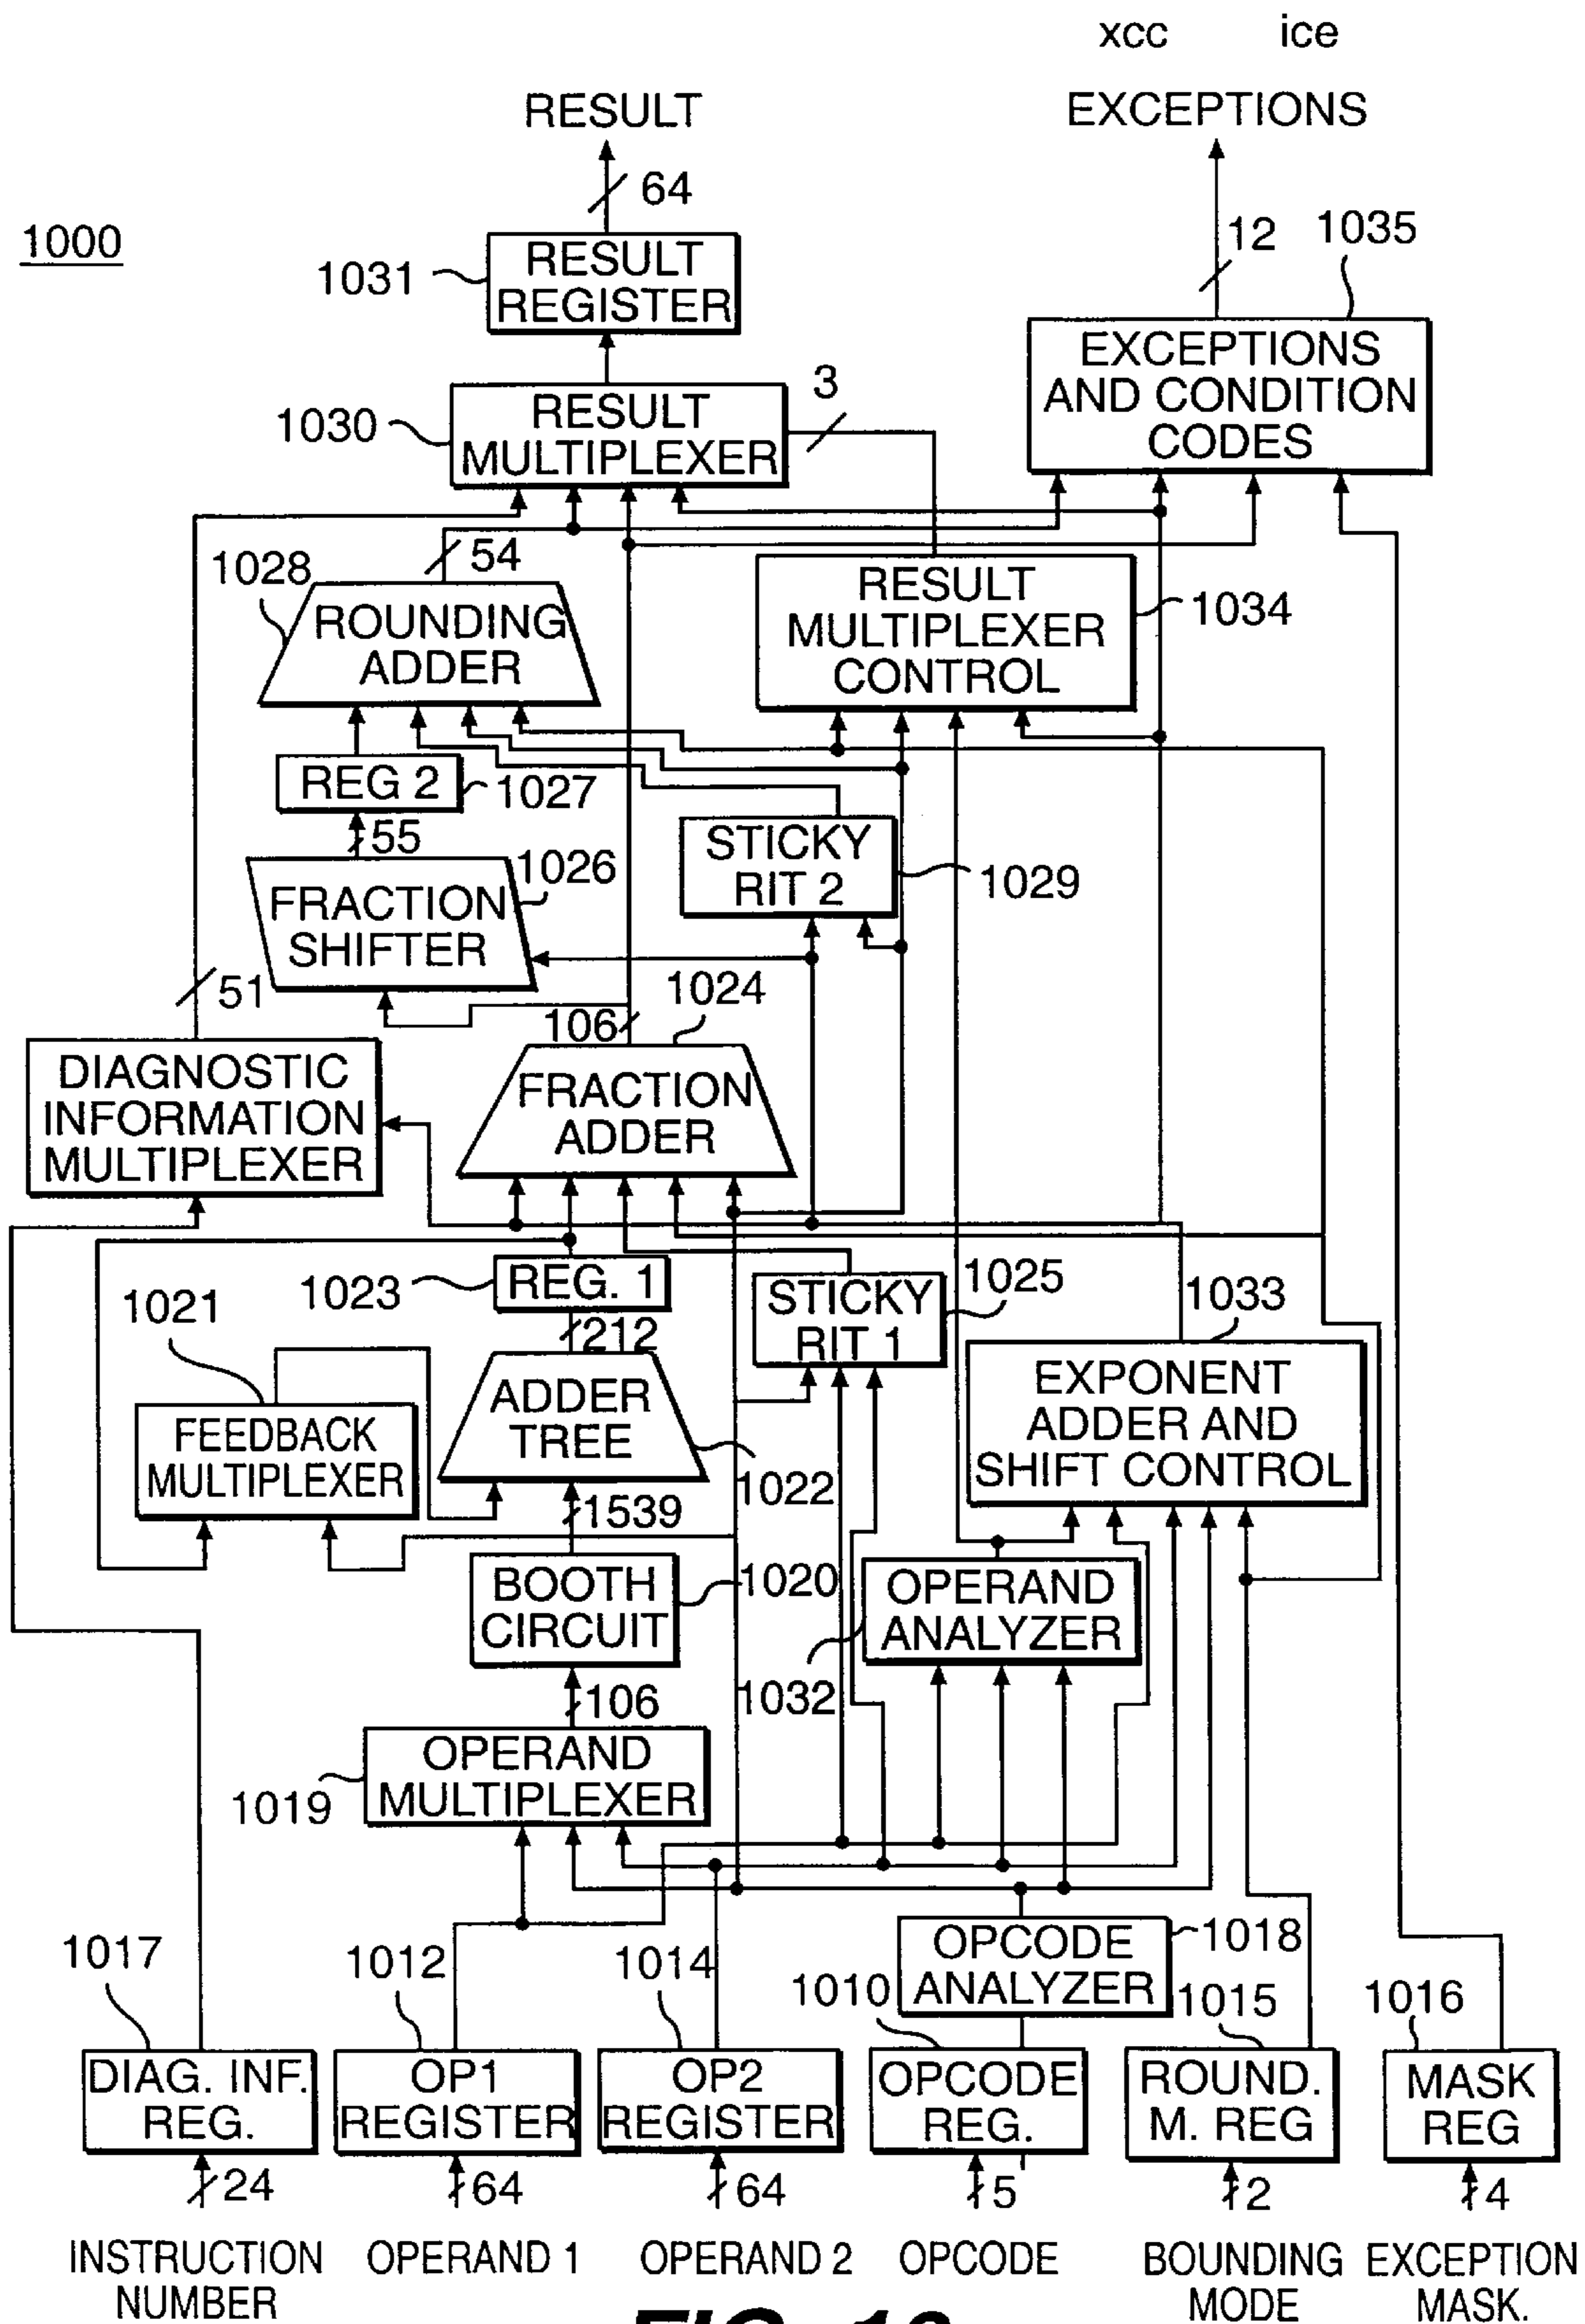 xcc ice
RESULT
EXCEPTIONS
64
12
1035
1000
1031
RESULT
REGISTER
EXCEPTIONS
AND CONDITION
CODES
3
1030
RESULT
MULTIPLEXER
54
1028
ROUNDING
ADDER
RESULT
MULTIPLEXER
CONTROL
1034
REG 2
1027
55
STICKY
RIT 2
1029
1026
FRACTION
SHIFTER
51
1024
106
DIAGNOSTIC
INFORMATION
MULTIPLEXER
FRACTION
ADDER
1023
REG. 1
1025
STICKY
RIT 1
1033
1021
212
ADDER
TREE
1022
EXPONENT
ADDER AND
SHIFT CONTROL
FEEDBACK
MULTIPLEXER
1539
BOOTH
CIRCUIT
1020
OPERAND
ANALYZER
1032
106
OPERAND
MULTIPLEXER
1019
1017
1012
1014
OPCODE
ANALYZER
1018
1010
1015
1016
DIAG. INF.
REG.
OP1
REGISTER
OP2
REGISTER
OPCODE
REG.
ROUND.
M. REG
MASK
REG
24
64
64
5
2
4
INSTRUCTION
NUMBER
OPERAND 1
OPERAND 2
OPCODE
BOUNDING
MODE
EXCEPTION
MASK.